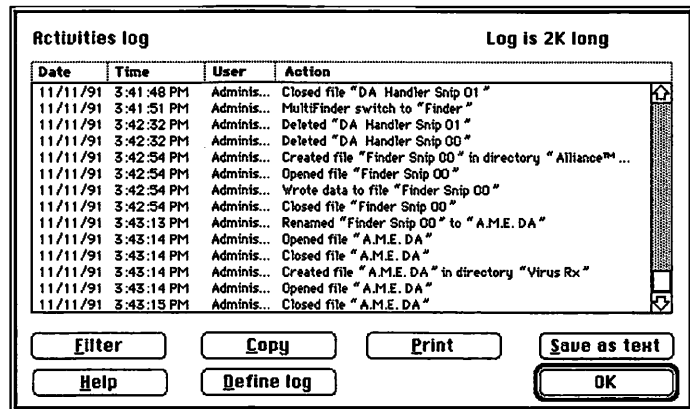 Activities log Log is 2K long
Date Time User Action
11/11/91 3:41:48 PM Adminis... Closed file "DA Handler Snip 01"
11/11/91 3:41:51 PM Adminis... MultiFinder switch to "Finder"
11/11/91 3:42:32 PM Adminis... Deleted "DA Handler Snip 01"
11/11/91 3:42:32 PM Adminis... Deleted "DA Handler Snip 00"
11/11/91 3:42:54 PM Adminis... Created file "Finder Snip 00" in directory "Alliance™ ...
11/11/91 3:42:54 PM Adminis... Opened file "Finder Snip 00"
11/11/91 3:42:54 PM Adminis... Wrote data to file "Finder Snip 00"
11/11/91 3:42:54 PM Adminis... Closed file "Finder Snip 00"
11/11/91 3:43:13 PM Adminis... Renamed "Finder Snip 00" to "A.M.E. DA"
11/11/91 3:43:14 PM Adminis... Opened file "A.M.E. DA"
11/11/91 3:43:14 PM Adminis... Closed file "A.M.E. DA"
11/11/91 3:43:14 PM Adminis... Created file "A.M.E. DA" in directory "Virus Rx"
11/11/91 3:43:14 PM Adminis... Opened file "A.M.E. DA"
11/11/91 3:43:15 PM Adminis... Closed file "A.M.E. DA"
Filter Copy Print Save as text
Help Define log OK